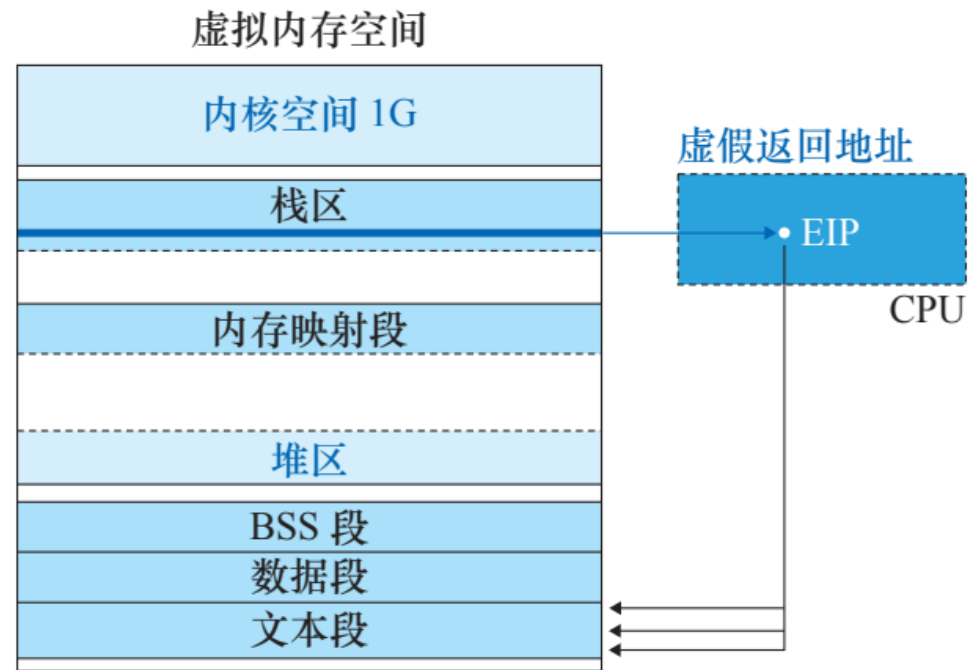 虚拟内存空间
内核空间 1G
虚假返回地址
栈区
EIP
CPU
内存映射段
堆区
BSS 段
数据段
文本段